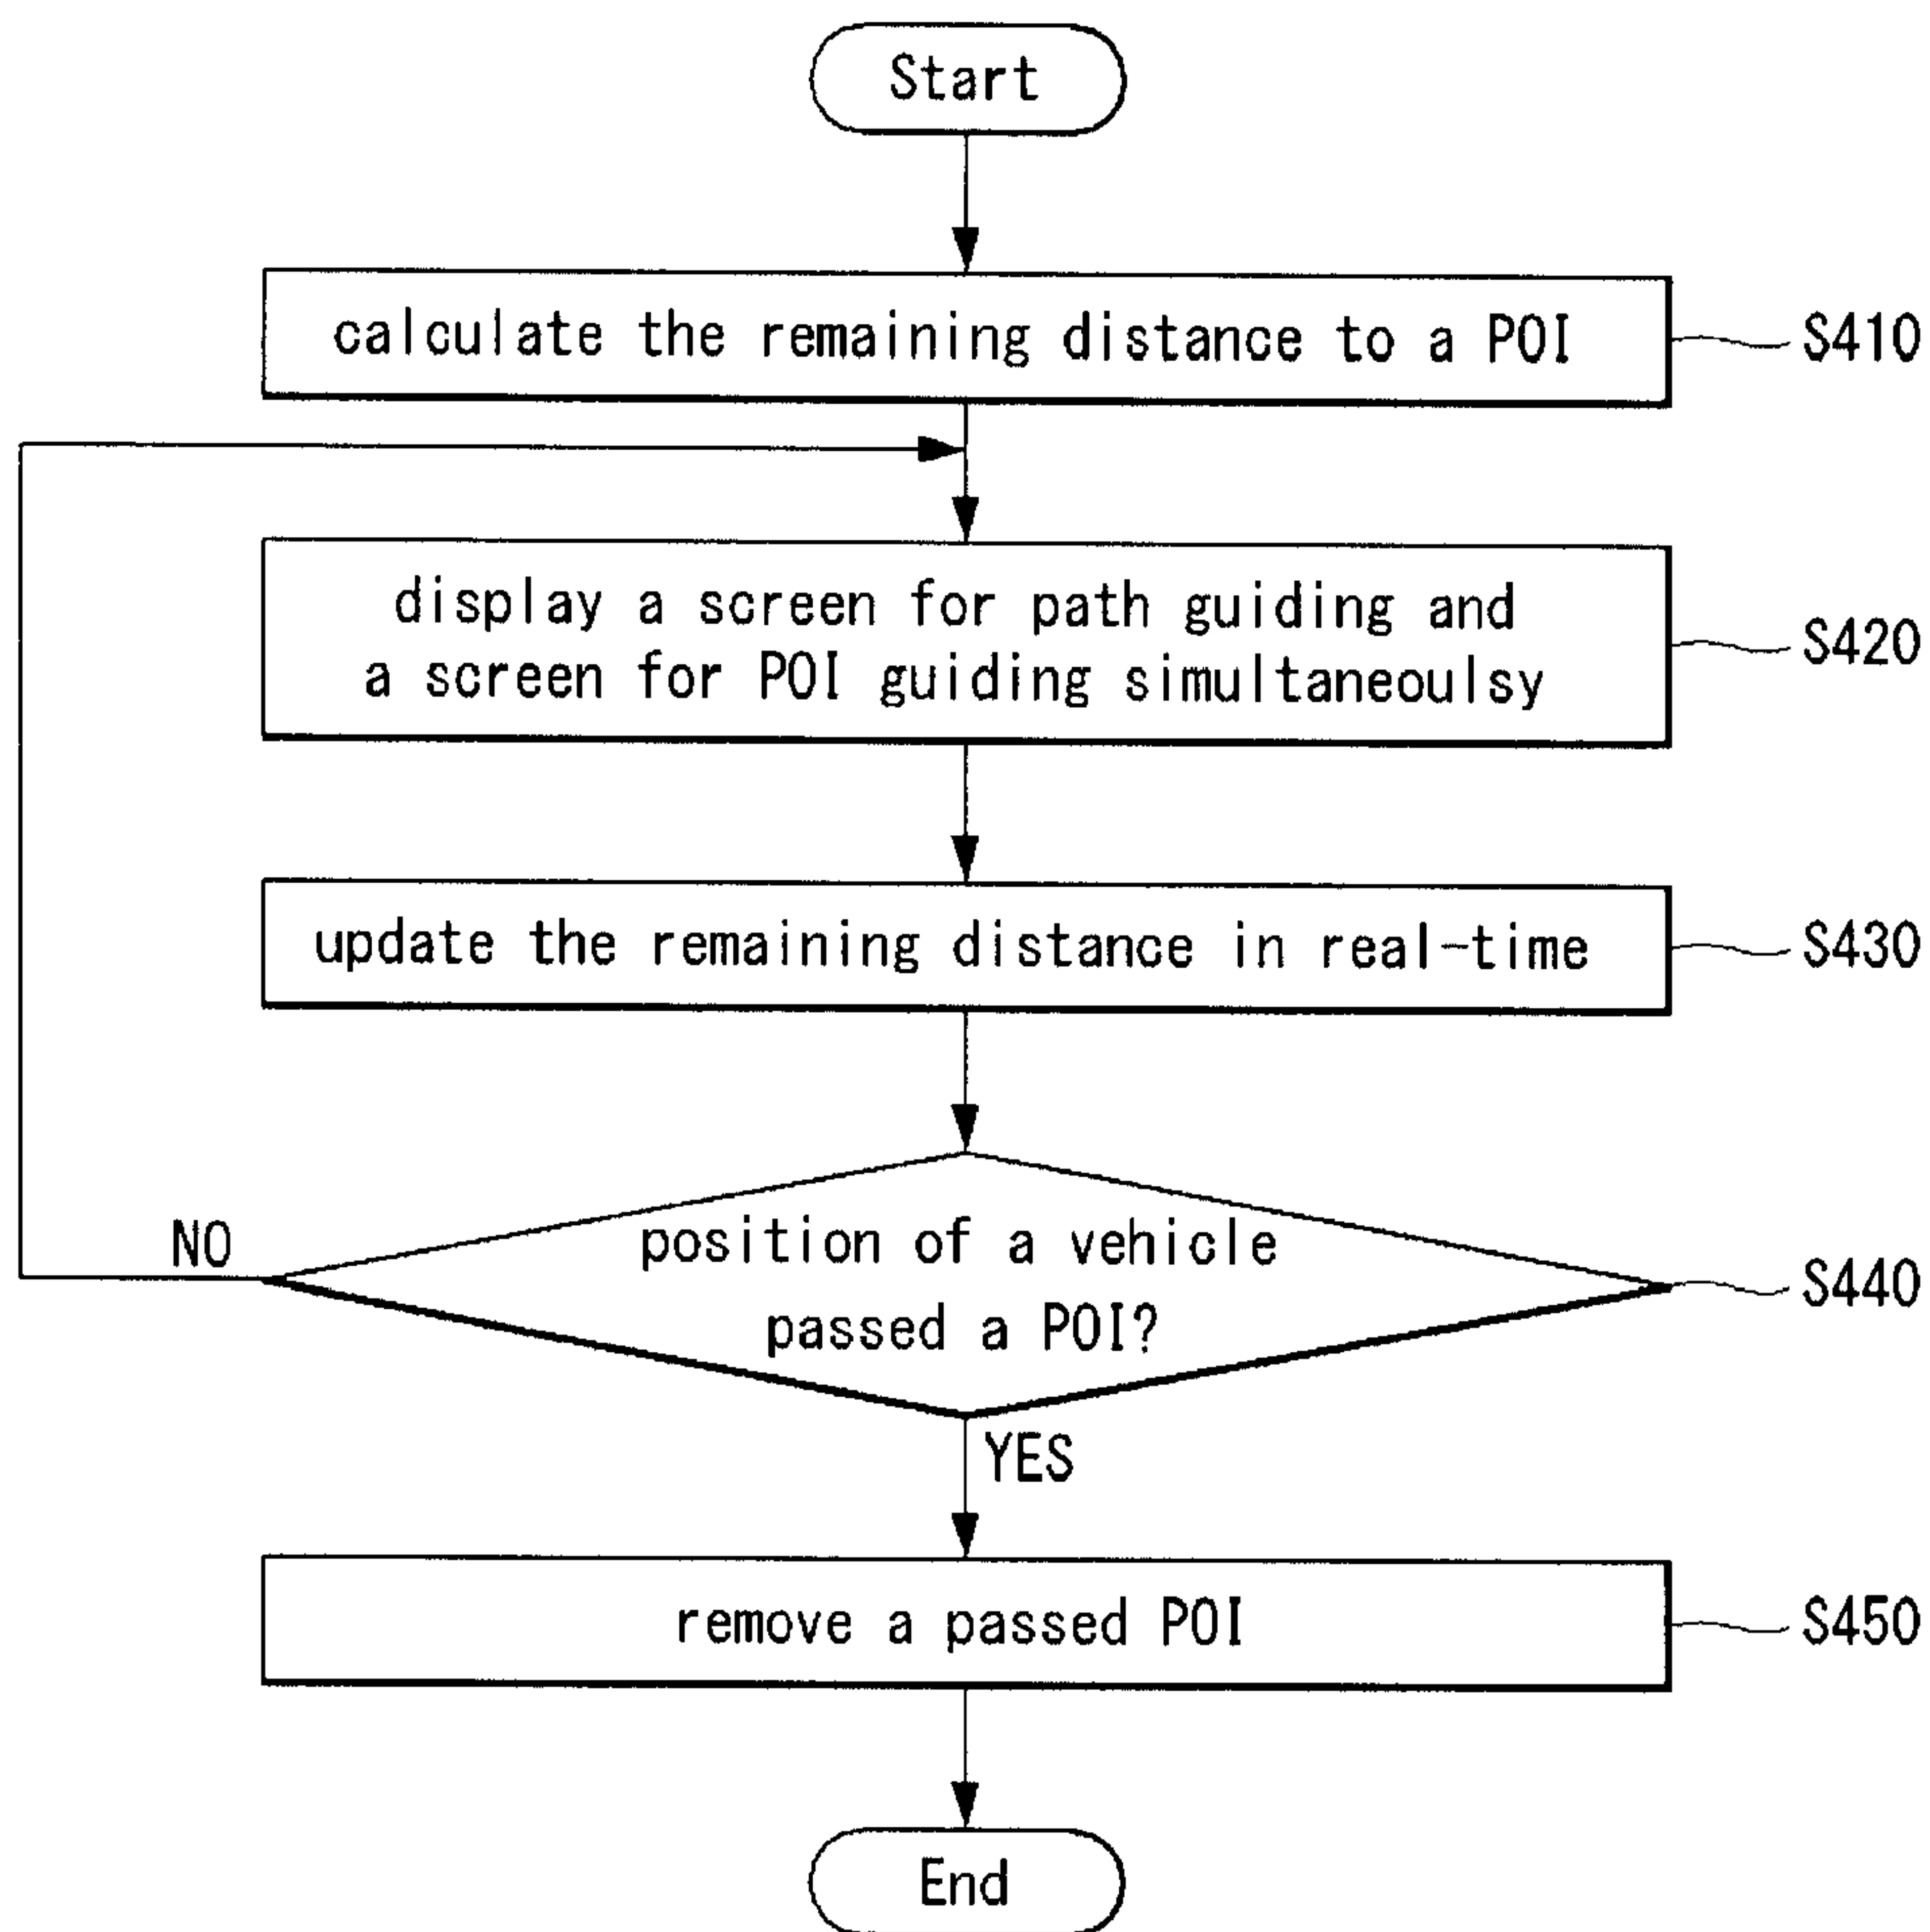 Start
calculate the remaining distance to a POI
S410
display a screen for path guiding and
a screen for POI guiding simultaneoulsy
S420
update the remaining distance in real-time
S430
position of a vehicle
passed a POI?
S440
NO
YES
remove a passed POI
S450
End